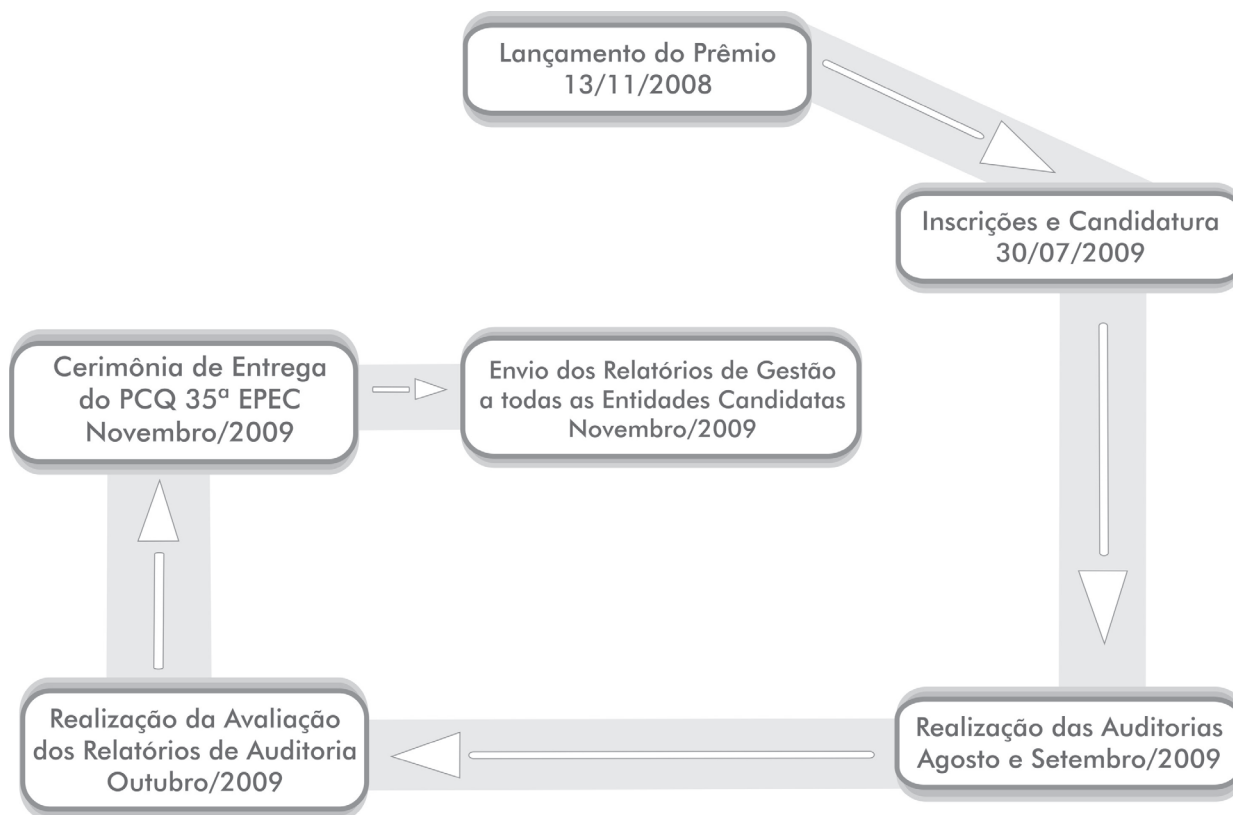 Lançamento do Prêmio
13/11/2008
Inscrições e Candidatura
30/07/2009
Realização das Auditorias
Agosto e Setembro/2009
Realização da Avaliação
dos Relatórios de Auditoria
Outubro/2009
Cerimônia de Entrega
do PCQ 35ª EPEC
Novembro/2009
Envio dos Relatórios de Gestão
a todas as Entidades Candidatas
Novembro/2009